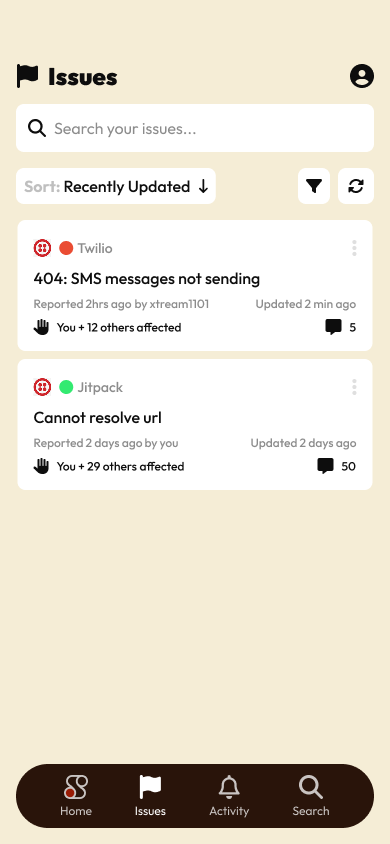 Issues
Search your issues...
Sort: Recently Updated
Twilio
404: SMS messages not sending
Reported 2hrs ago by xtream1101 Updated 2 min ago
You + 12 others affected 5
Jitpack
Cannot resolve url
Reported 2 days ago by you Updated 2 days ago
You + 29 others affected 50
Home Issues Activity Search